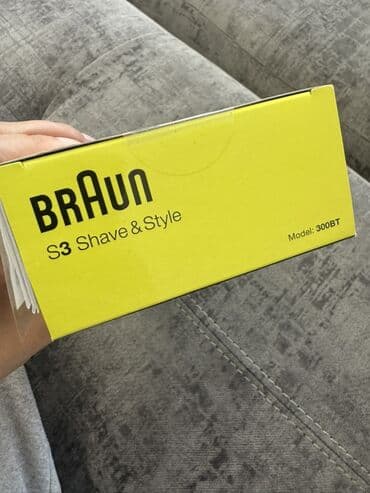 BRAUN
S3 Shave & Style
Model: 300BT